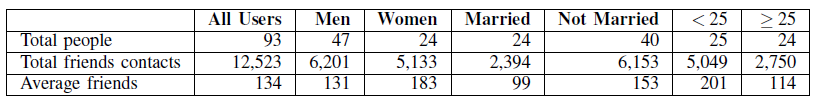 All Users Men Women Married Not Married < 25 ≥ 25
Total people 93 47 24 24 40 25 24
Total friends contacts 12,523 6,201 5,133 2,394 6,153 5,049 2,750
Average friends 134 131 183 99 153 201 114